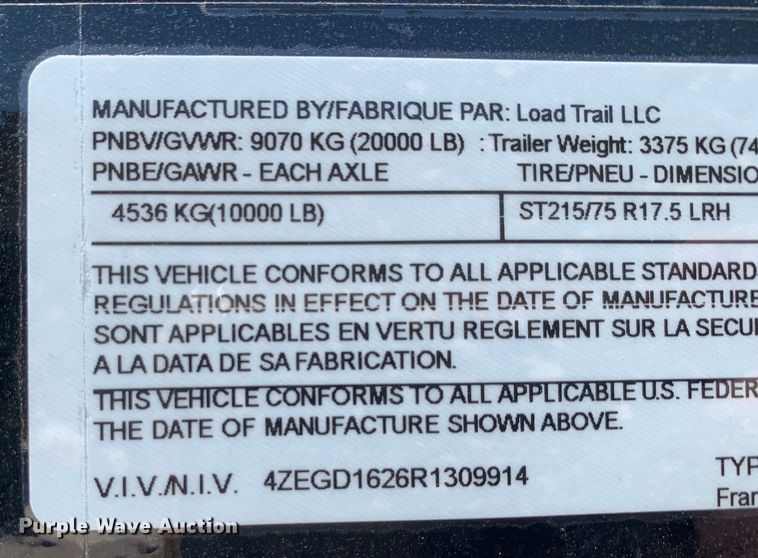 MANUFACTURED BY/FABRIQUE PAR: Load Trail LLC
PNBV/GVWR: 9070 KG (20000 LB) : Trailer Weight: 3375 KG (74
PNBE/GAWR - EACH AXLE TIRE/PNEU - DIMENSIO
4536 KG(10000 LB) ST215/75 R17.5 LRH
THIS VEHICLE CONFORMS TO ALL APPLICABLE STANDARD
REGULATIONS IN EFFECT ON THE DATE OF MANUFACTURE
SONT APPLICABLES EN VERTU REGLEMENT SUR LA SECU
A LA DATA DE SA FABRICATION.
THIS VEHICLE CONFORMS TO ALL APPLICABLE U.S. FEDER
THE DATE OF MANUFACTURE SHOWN ABOVE.
V.I.V./N.I.V. 4ZEGD1626R1309914 TYP
Fran
Purple Wave Auction